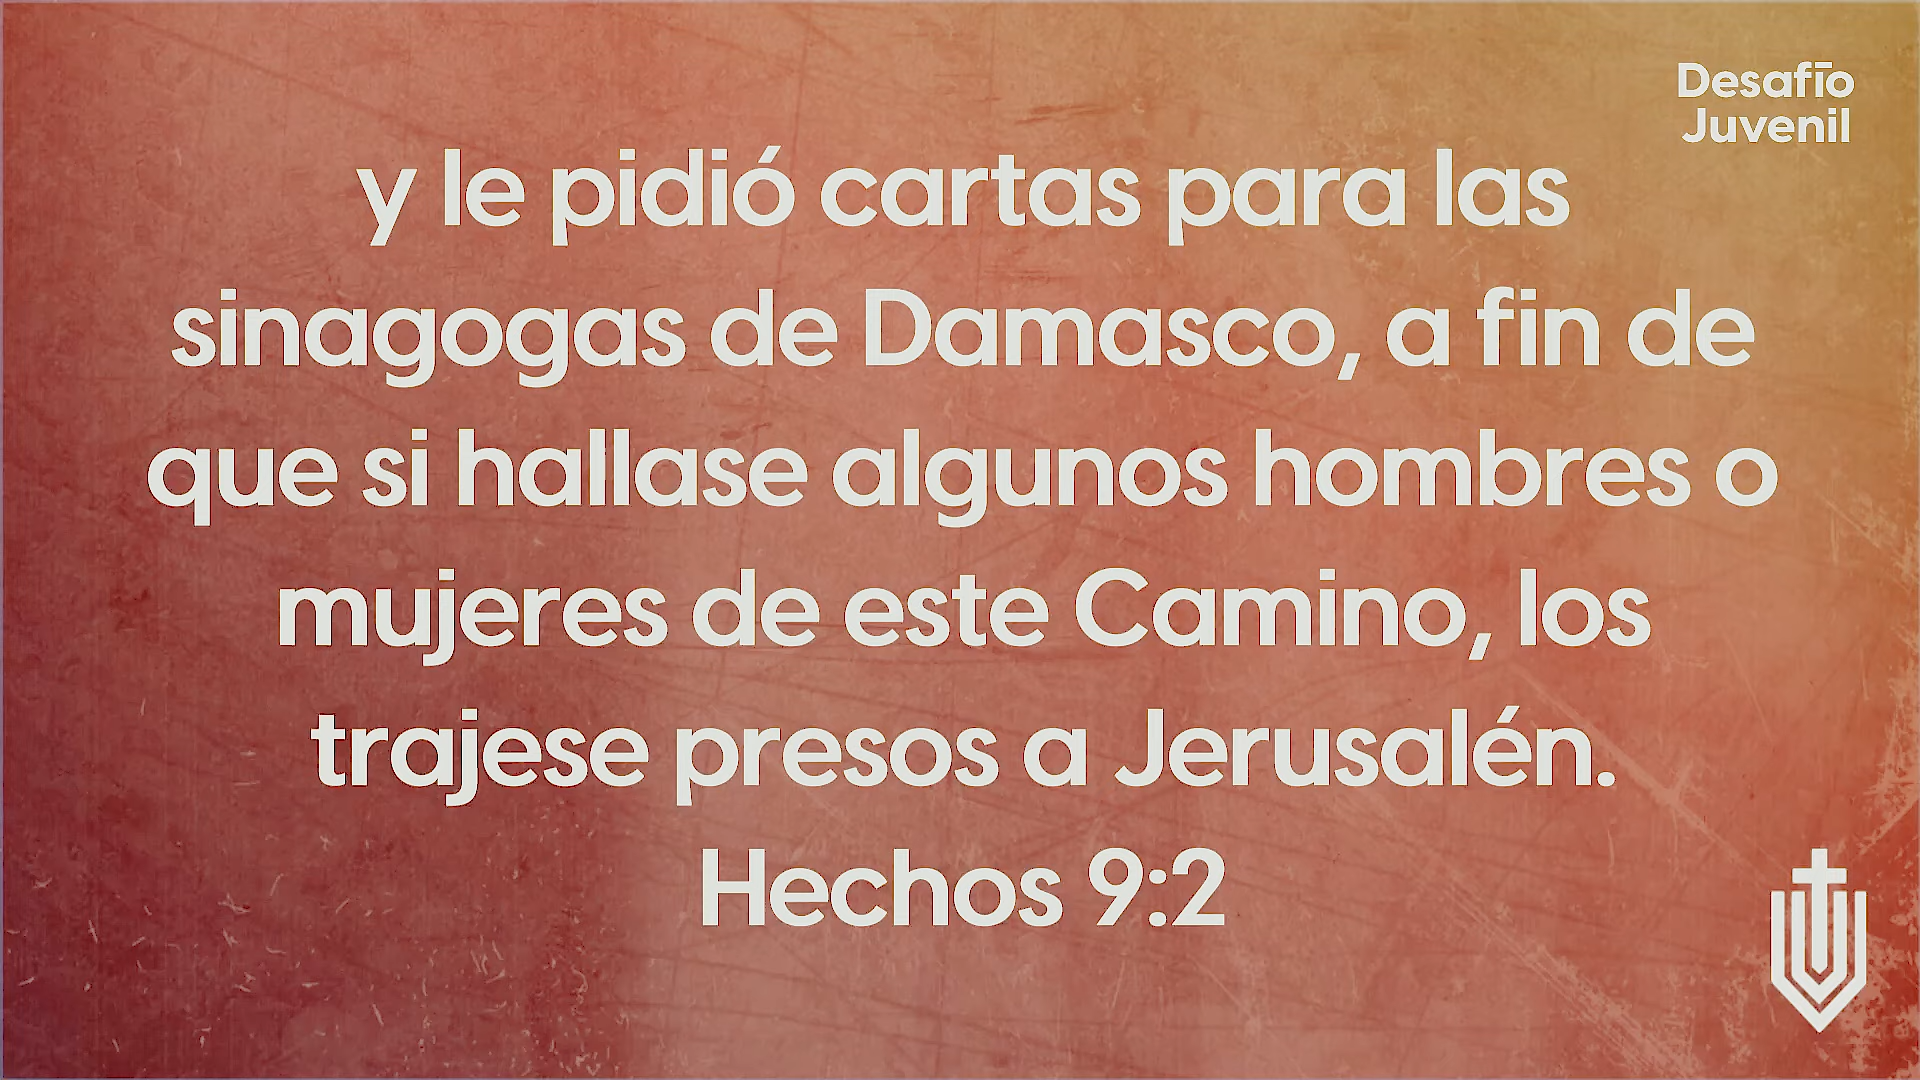 Desafío
Juvenil
y le pidió cartas para las
sinagogas de Damasco, a fin de
que si hallase algunos hombres o
mujeres de este Camino, los
trajese presos a Jerusalén.
Hechos 9:2